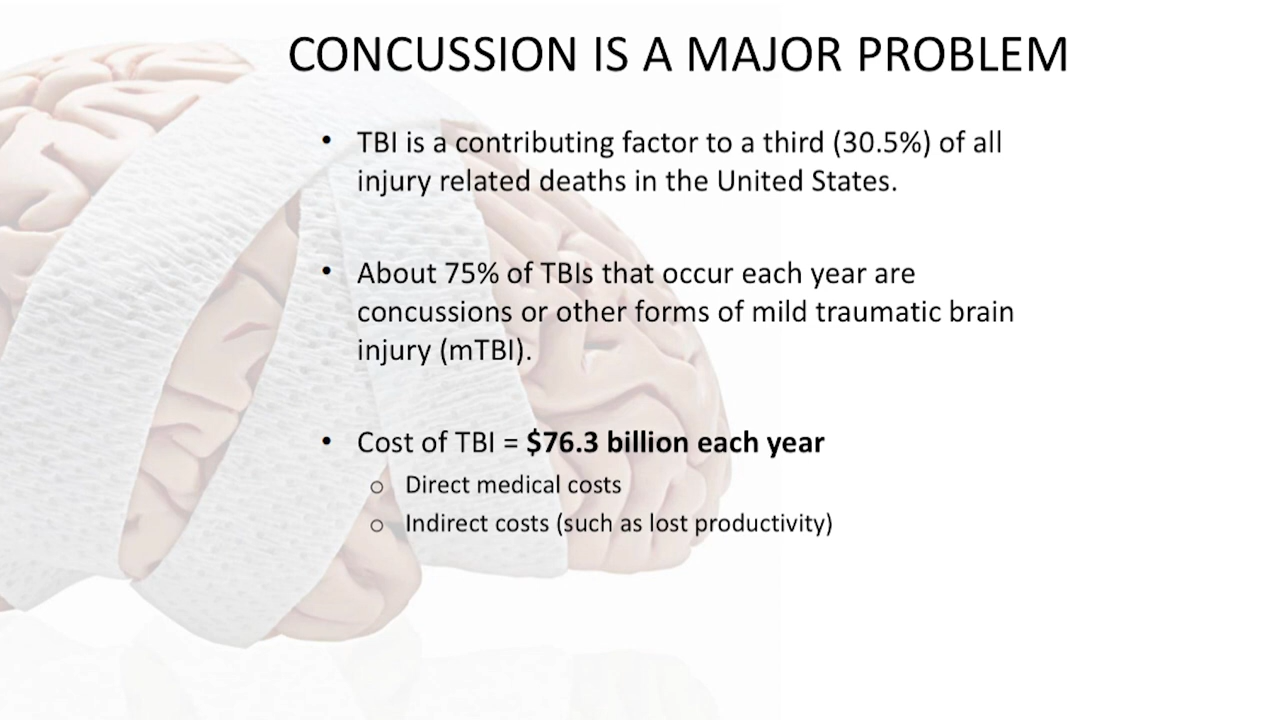 CONCUSSION IS A MAJOR PROBLEM
• TBI is a contributing factor to a third (30.5%) of all
injury related deaths in the United States.
• About 75% of TBIs that occur each year are
concussions or other forms of mild traumatic brain
injury (mTBI).
• Cost of TBI = $76.3 billion each year
o Direct medical costs
o Indirect costs (such as lost productivity)